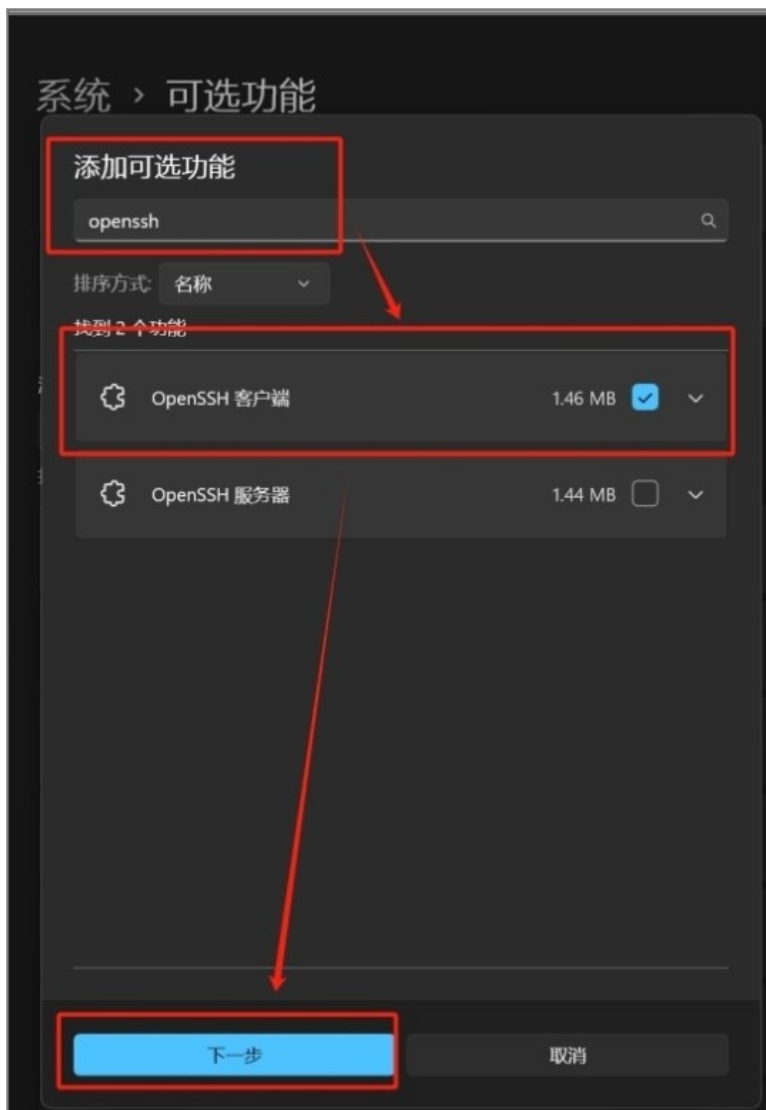 系统 › 可选功能
添加可选功能
openssh
排序方式: 名称
找到 2 个功能
OpenSSH 客户端 1.46 MB
OpenSSH 服务器 1.44 MB
下一步 取消